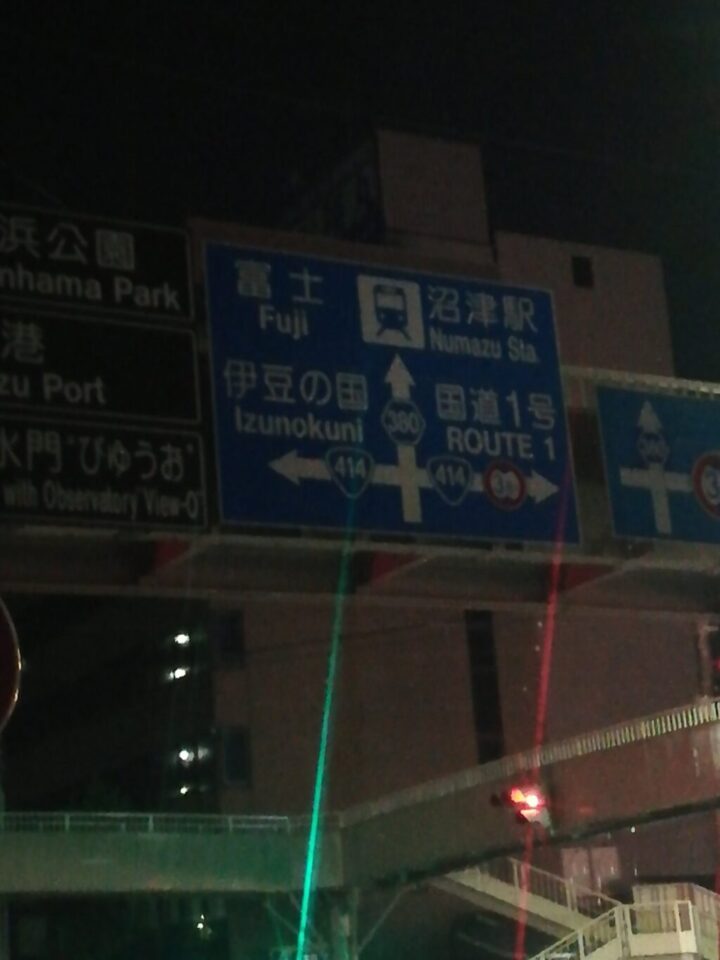 浜公園
nhama Park
港
zu Port
水門"びゅうお"
with Observatory View-O"
富士
Fuji
沼津駅
Numazu Sta.
伊豆の国
Izunokuni
380
国道1号
ROUTE 1
414
414